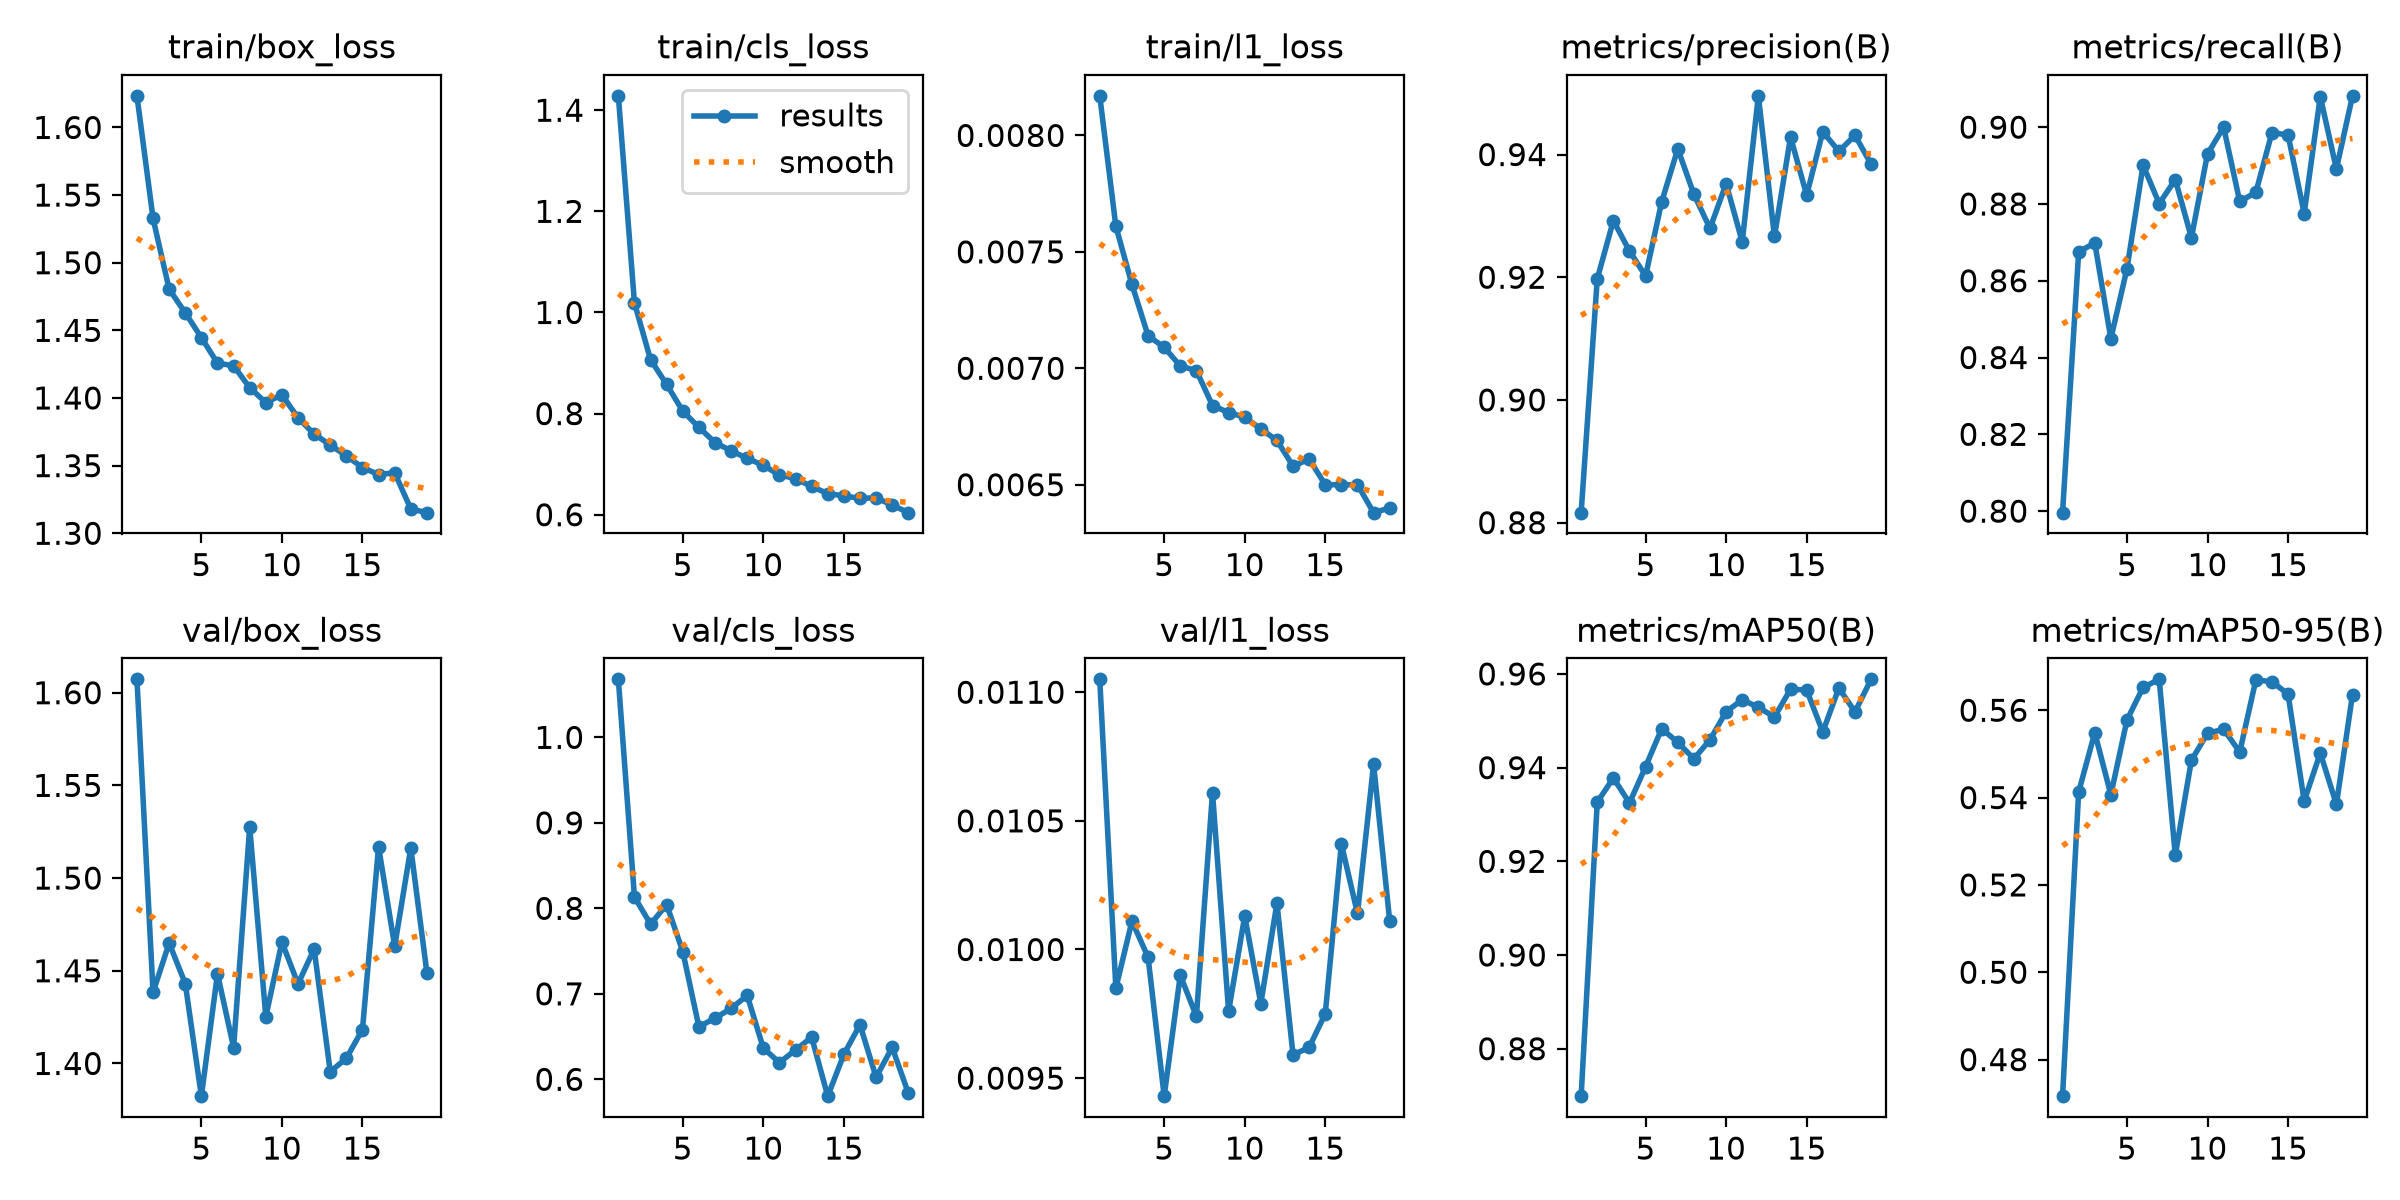 train/box_loss
1.60
1.55
1.50
1.45
1.40
1.35
1.30
5 10 15
train/cls_loss
results
smooth
1.4
1.2
1.0
0.8
0.6
5 10 15
train/l1_loss
0.0080
0.0075
0.0070
0.0065
5 10 15
metrics/precision(B)
0.94
0.92
0.90
0.88
5 10 15
metrics/recall(B)
0.90
0.88
0.86
0.84
0.82
0.80
5 10 15
val/box_loss
1.60
1.55
1.50
1.45
1.40
5 10 15
val/cls_loss
1.0
0.9
0.8
0.7
0.6
5 10 15
val/l1_loss
0.0110
0.0105
0.0100
0.0095
5 10 15
metrics/mAP50(B)
0.96
0.94
0.92
0.90
0.88
5 10 15
metrics/mAP50-95(B)
0.56
0.54
0.52
0.50
0.48
5 10 15